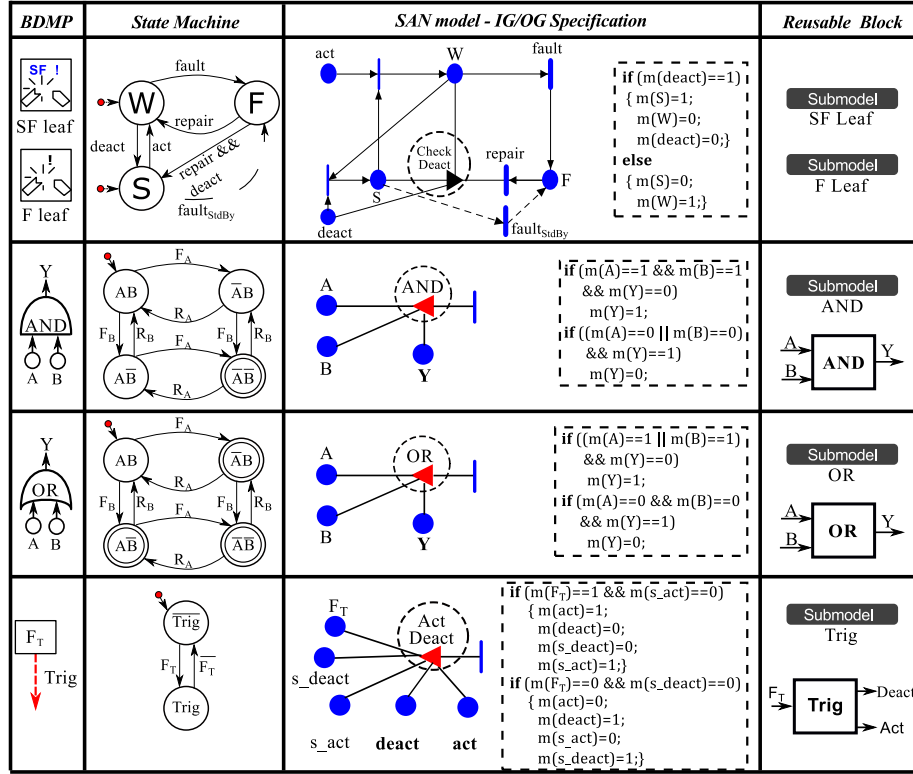 BDMP
State Machine
SAN model - IG/OG Specification
Reusable Block
SF !
SF leaf
!
F leaf
fault
W
F
repair
deact
act
repair &&
deact
S
fault_StdBy
act
W
fault
Check
Deact
repair
S
F
deact
fault_StdBy
if (m(deact)==1)
{ m(S)=1;
m(W)=0;
m(deact)=0;}
else
{ m(S)=0;
m(W)=1;}
Submodel
SF Leaf
Submodel
F Leaf
Y
AND
A B
F_A
AB
A̅B
R_A
F_B R_B
F_A
F_B R_B
AB̅
A̅B̅
R_A
A
AND
B
Y
if (m(A)==1 && m(B)==1
&& m(Y)==0)
m(Y)=1;
if ((m(A)==0 || m(B)==0)
&& m(Y)==1)
m(Y)=0;
Submodel
AND
A
B
AND
Y
Y
OR
A B
F_A
AB
A̅B
R_A
F_B R_B
F_A
F_B R_B
AB̅
A̅B̅
R_A
A
OR
B
Y
if ((m(A)==1 || m(B)==1)
&& m(Y)==0)
m(Y)=1;
if (m(A)==0 && m(B)==0
&& m(Y)==1)
m(Y)=0;
Submodel
OR
A
B
OR
Y
F_T
Trig
T̅r̅i̅g̅
F_T F̅_T̅
Trig
F_T
Act
Deact
s_deact
s_act
deact
act
if (m(F_T)==1 && m(s_act)==0)
{ m(act)=1;
m(deact)=0;
m(s_deact)=0;
m(s_act)=1;}
if (m(F_T)==0 && m(s_deact)==0)
{ m(act)=0;
m(deact)=1;
m(s_act)=0;
m(s_deact)=1;}
Submodel
Trig
F_T
Trig
Deact
Act